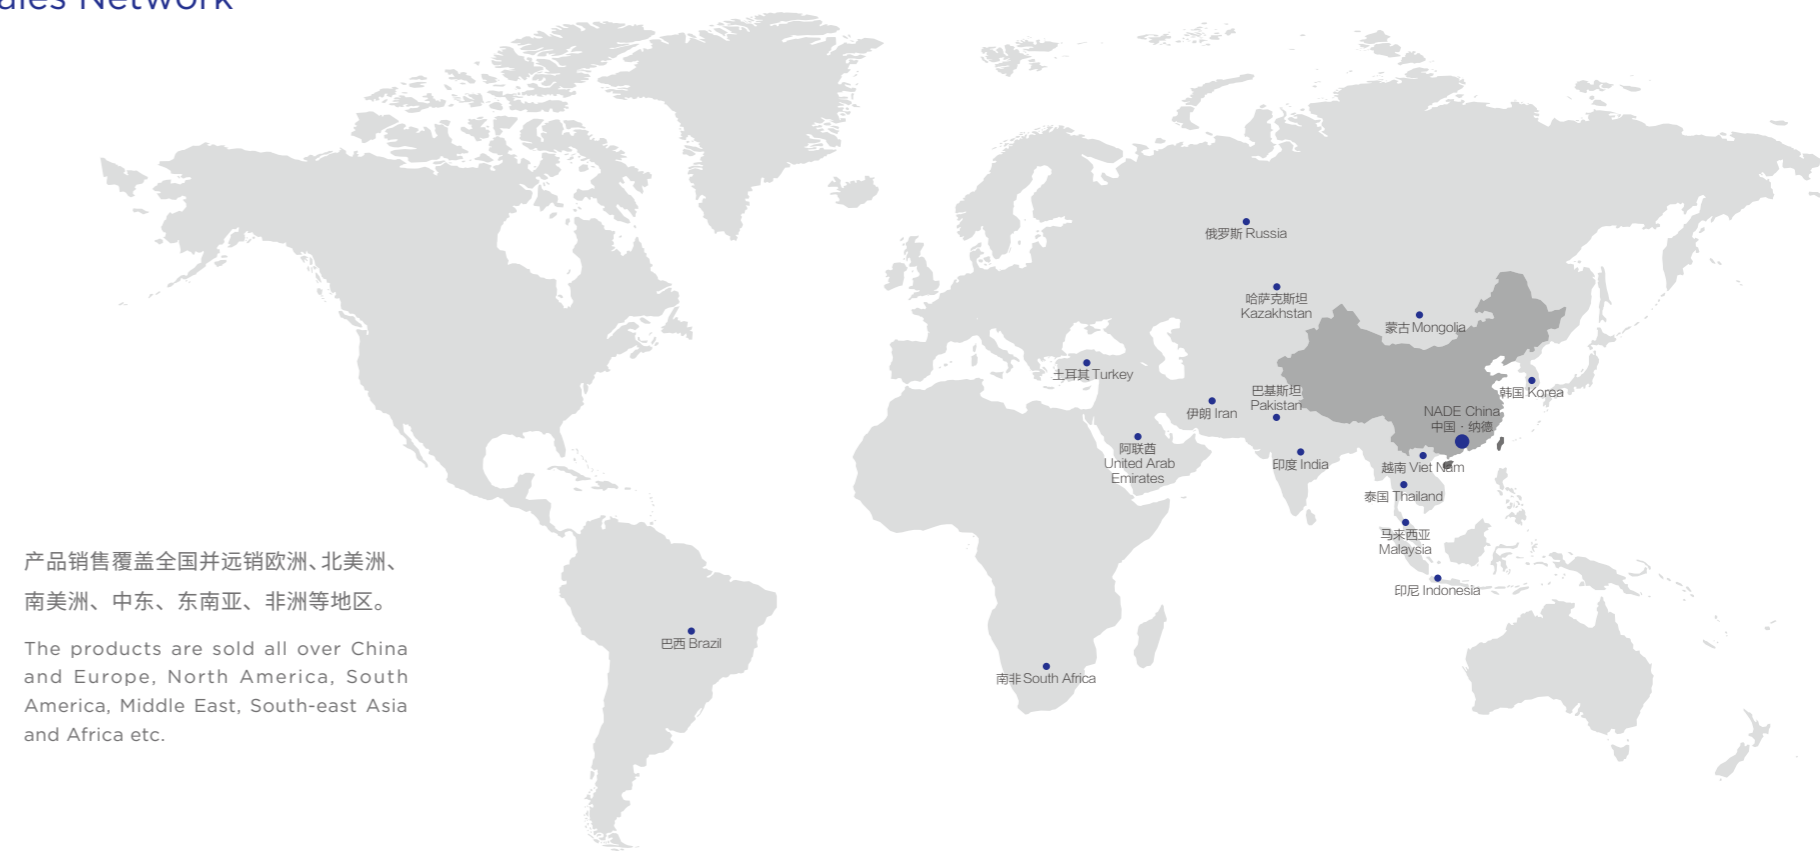 ales Network
俄罗斯 Russia
哈萨克斯坦
Kazakhstan
蒙古 Mongolia
土耳其 Turkey
巴基斯坦
Pakistan
韩国 Korea
伊朗 Iran
NADE China
中国 · 纳德
阿联酋
United Arab
Emirates
印度 India
越南 Viet Nam
泰国 Thailand
马来西亚
Malaysia
印尼 Indonesia
巴西 Brazil
南非 South Africa
产品销售覆盖全国并远销欧洲、北美洲、
南美洲、中东、东南亚、非洲等地区。
The products are sold all over China
and Europe, North America, South
America, Middle East, South-east Asia
and Africa etc.